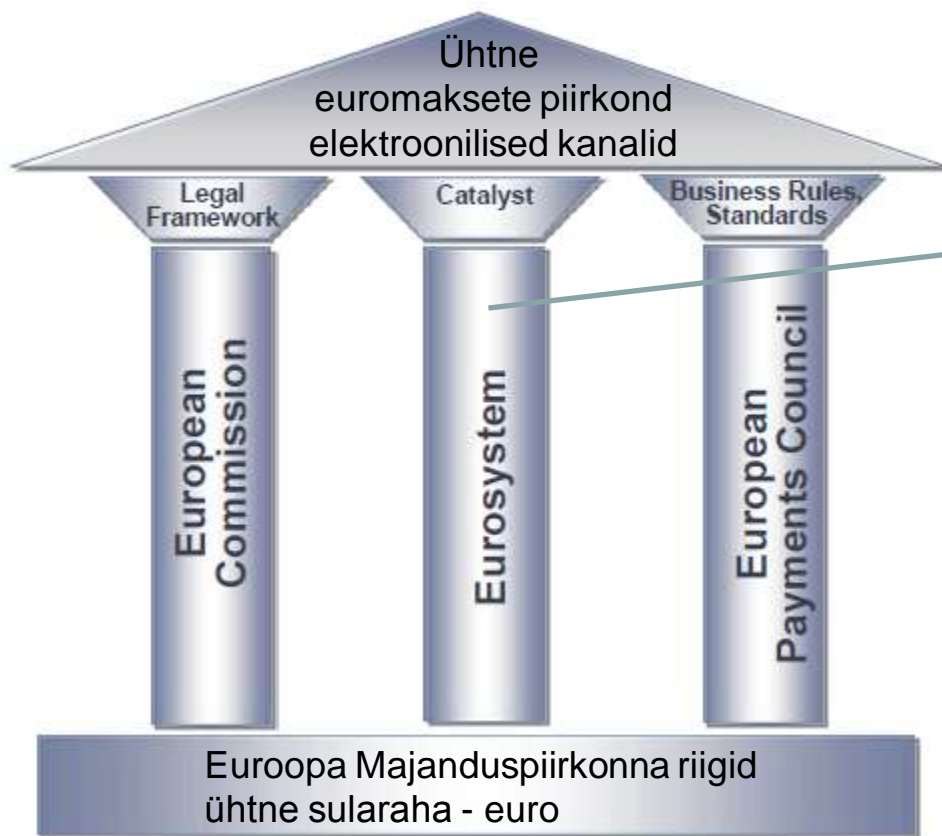 Ühtne
euromaksete piirkond
elektroonilised kanalid
Legal
Framework
Catalyst
Business Rules,
Standards
European
Commission
Eurosystem
European
Payments Council
Euroopa Majanduspiirkonna riigid
ühtne sularaha - euro